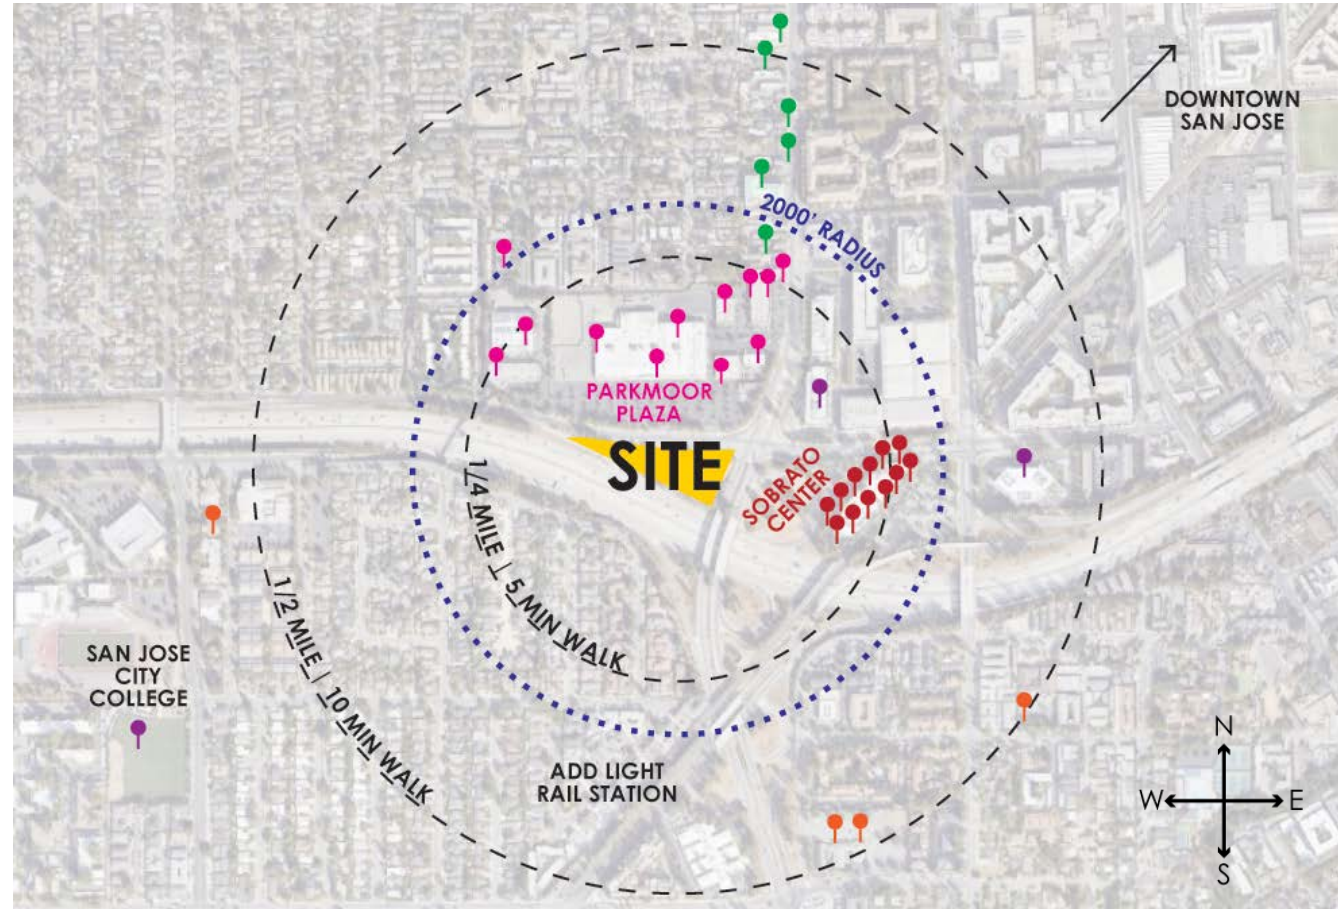 DOWNTOWN
SAN JOSE
2000' RADIUS
PARKMOOR
PLAZA
SITE
SOBRATO
CENTER
1/4 MILE | 5 MIN WALK
1/2 MILE | 10 MIN WALK
SAN JOSE
CITY
COLLEGE
ADD LIGHT
RAIL STATION
N
W
E
S